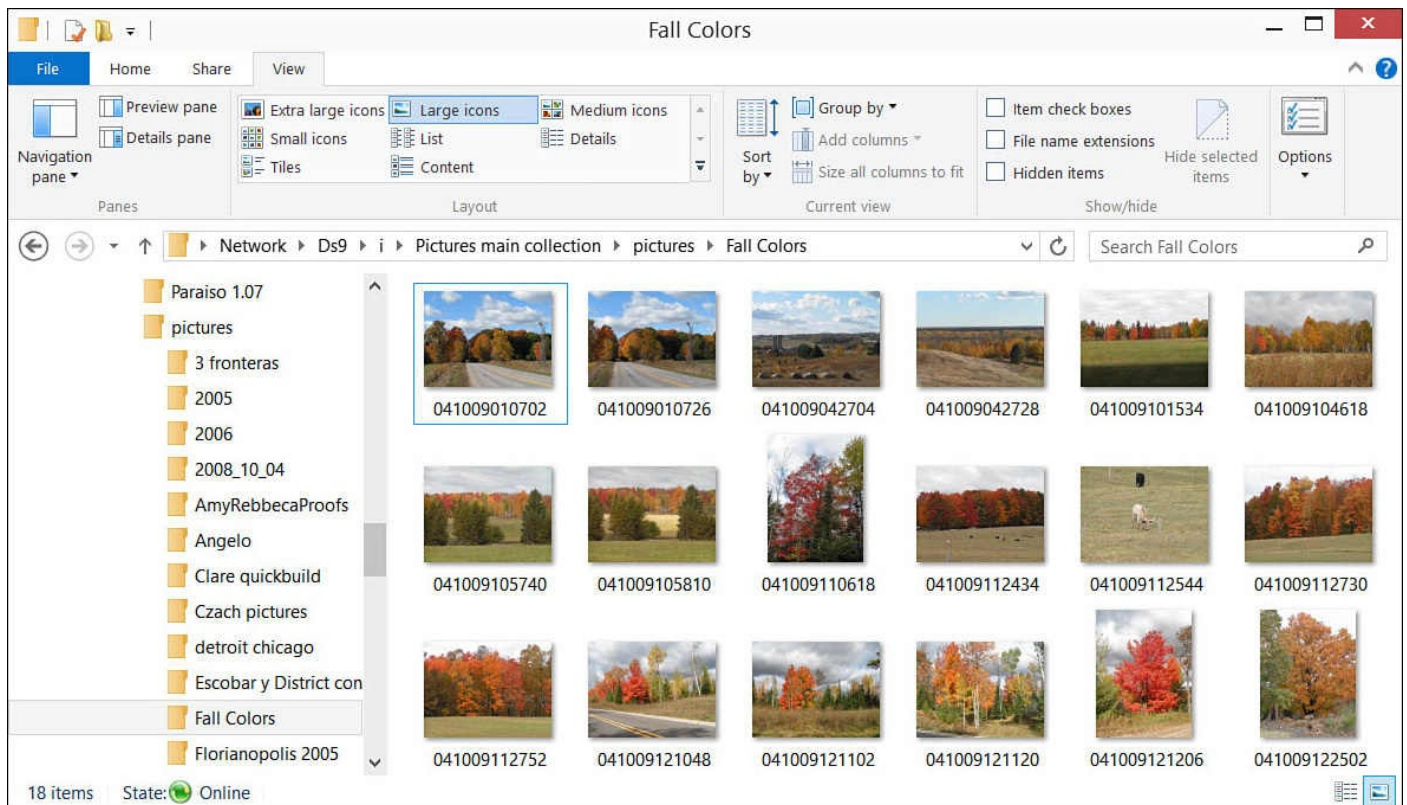 Fall Colors
File Home Share View
Navigation pane
Preview pane
Details pane
Panes
Extra large icons Large icons Medium icons
Small icons List Details
Tiles Content
Layout
Sort by
Group by
Add columns
Size all columns to fit
Current view
Item check boxes
File name extensions
Hidden items
Hide selected items
Show/hide
Options
Network Ds9 i Pictures main collection pictures Fall Colors
Search Fall Colors
Paraiso 1.07
pictures
3 fronteras
2005
2006
2008_10_04
AmyRebbecaProofs
Angelo
Clare quickbuild
Czach pictures
detroit chicago
Escobar y District con
Fall Colors
Florianopolis 2005
041009010702 041009010726 041009042704 041009042728 041009101534 041009104618
041009105740 041009105810 041009110618 041009112434 041009112544 041009112730
041009112752 041009121048 041009121102 041009121120 041009121206 041009122502
18 items State: Online